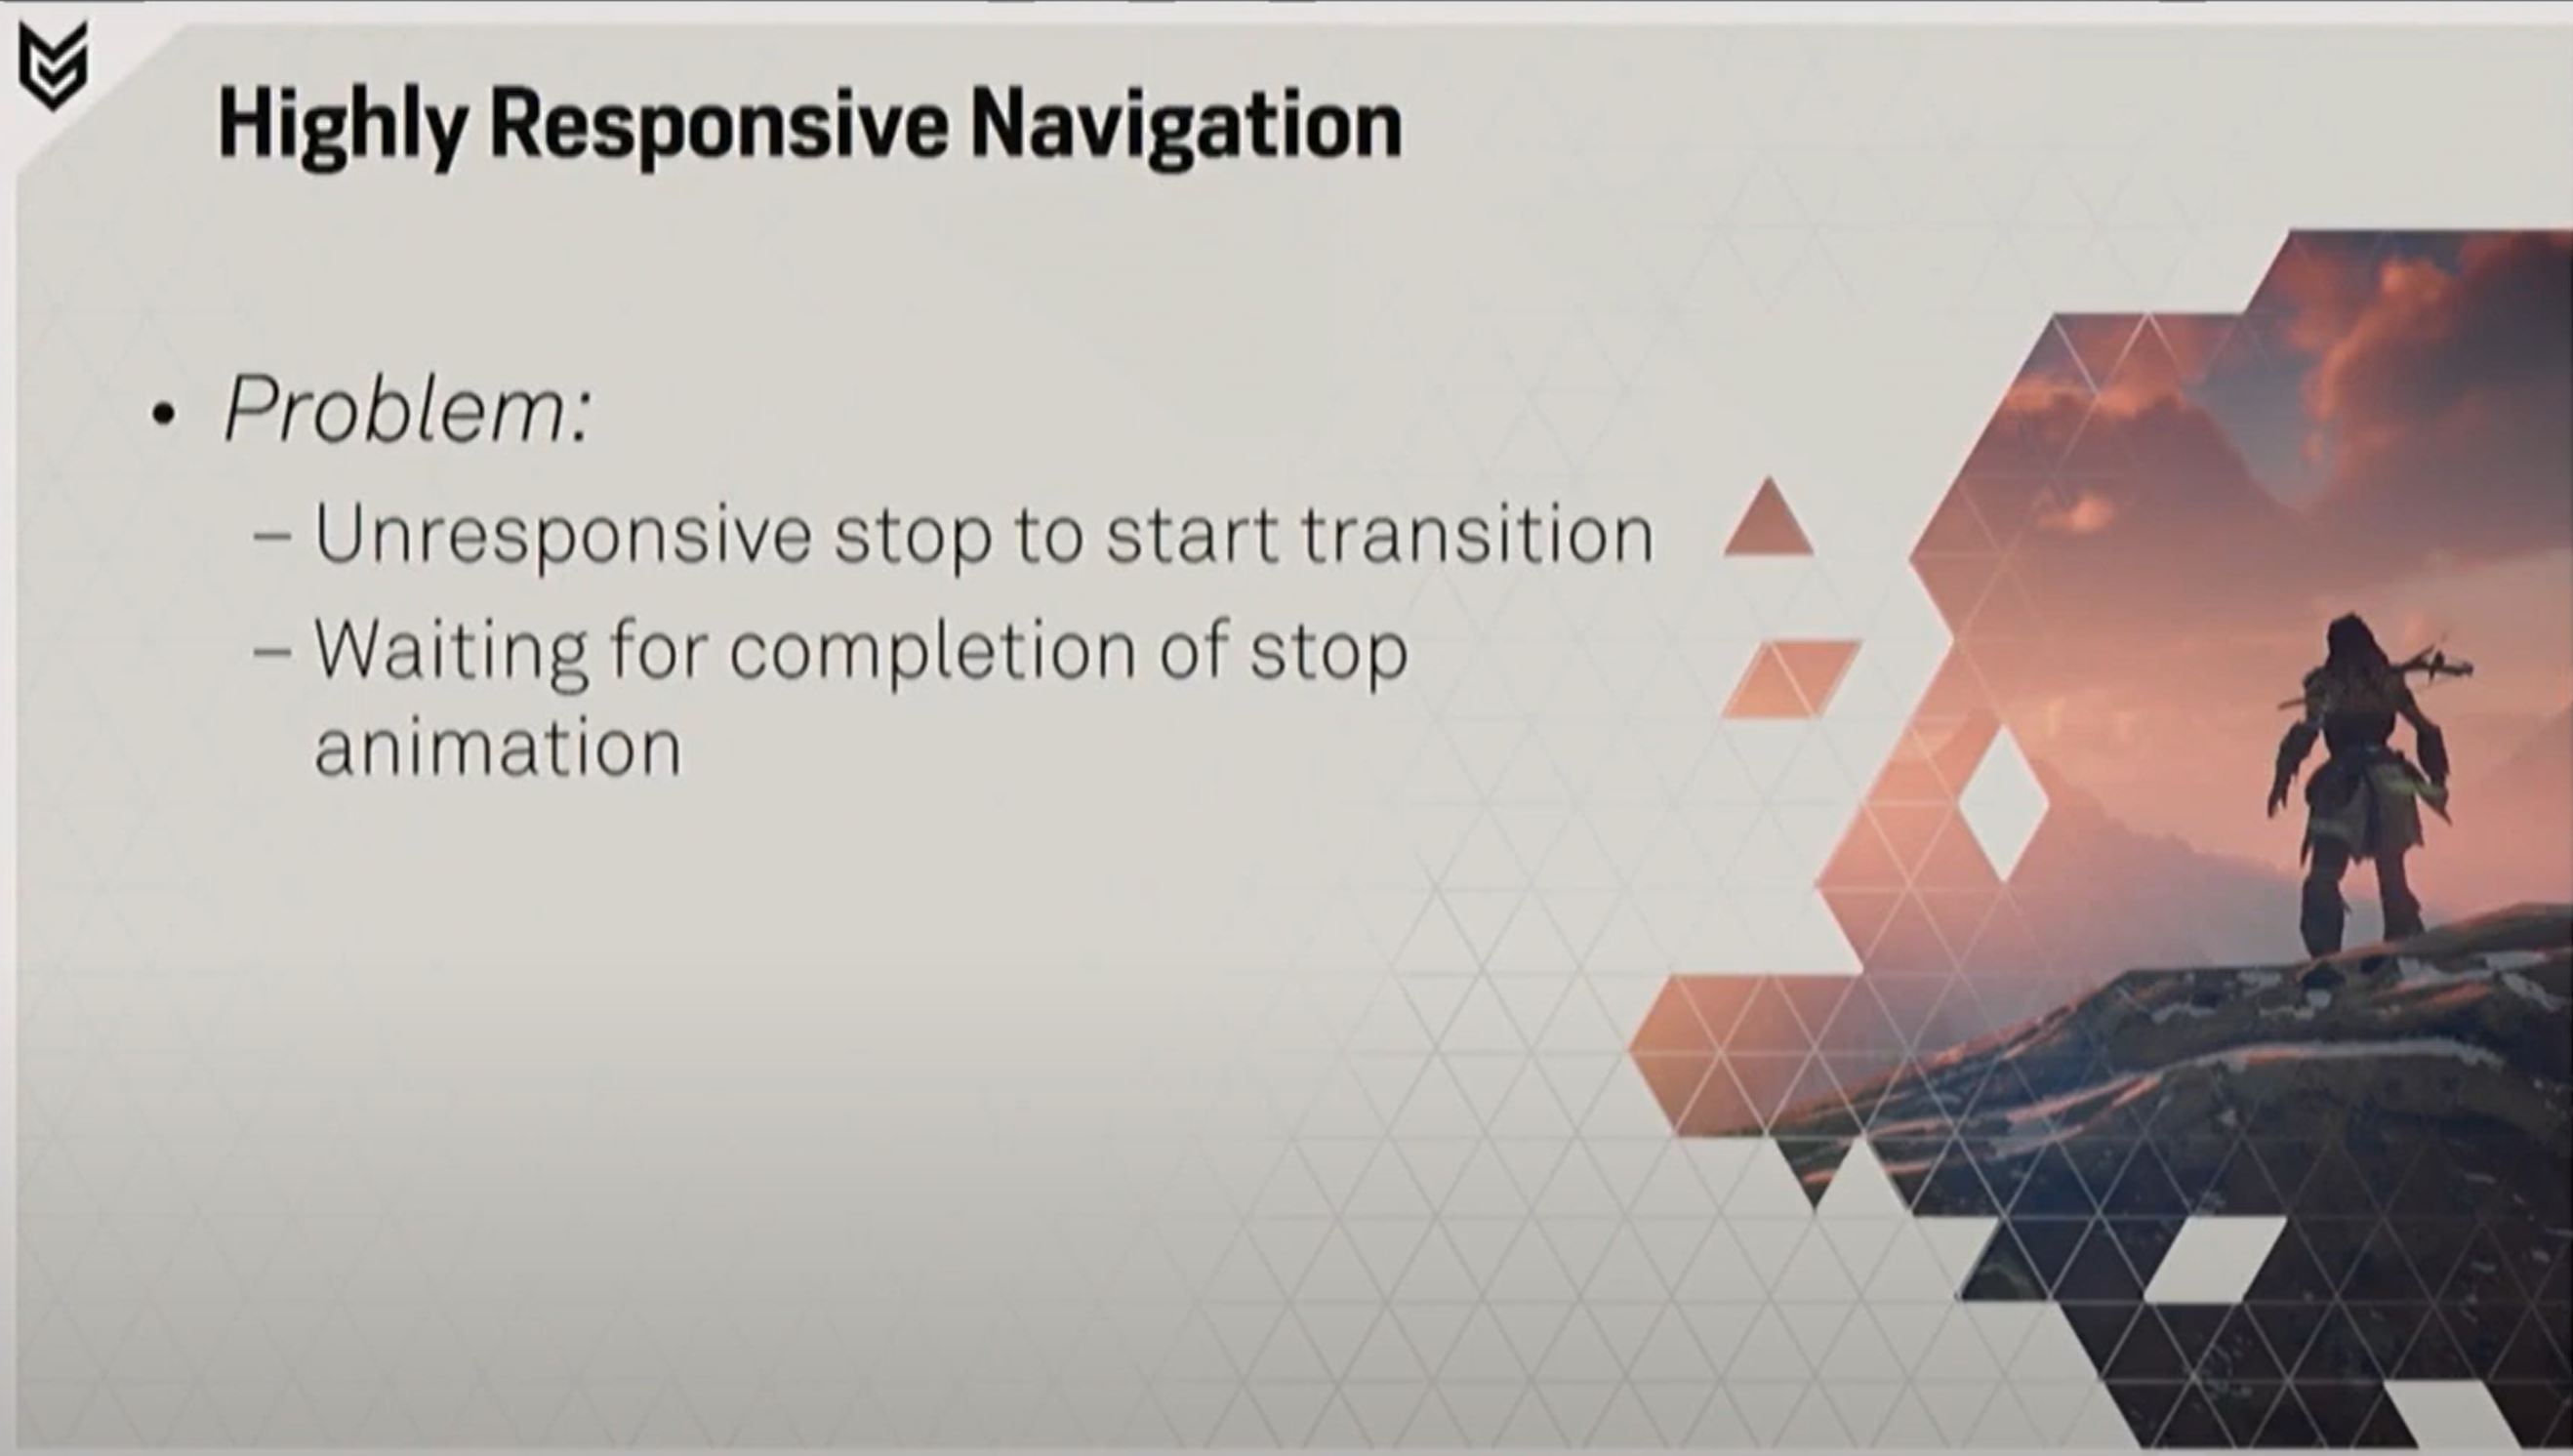 Highly Responsive Navigation
• Problem:
– Unresponsive stop to start transition
– Waiting for completion of stop
animation